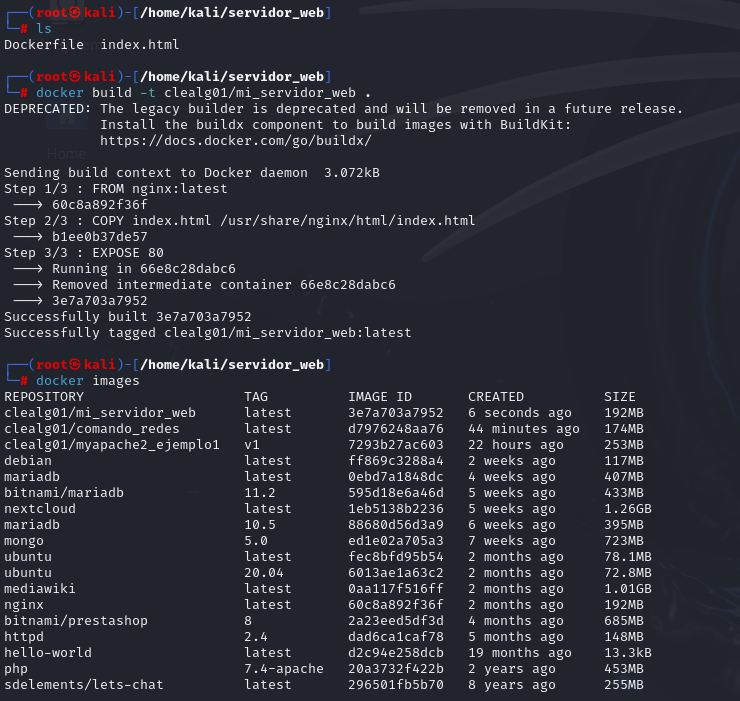 ┌──(root㉿kali)-[/home/kali/servidor_web]
└─# ls
Dockerfile  index.html
┌──(root㉿kali)-[/home/kali/servidor_web]
└─# docker build -t clealg01/mi_servidor_web .
DEPRECATED: The legacy builder is deprecated and will be removed in a future release.
            Install the buildx component to build images with BuildKit:
            https://docs.docker.com/go/buildx/
Home
Sending build context to Docker daemon  3.072kB
Step 1/3 : FROM nginx:latest
 ---> 60c8a892f36f
Step 2/3 : COPY index.html /usr/share/nginx/html/index.html
 ---> b1ee0b37de57
Step 3/3 : EXPOSE 80
 ---> Running in 66e8c28dabc6
 ---> Removed intermediate container 66e8c28dabc6
 ---> 3e7a703a7952
Successfully built 3e7a703a7952
Successfully tagged clealg01/mi_servidor_web:latest
┌──(root㉿kali)-[/home/kali/servidor_web]
└─# docker images
REPOSITORY                    TAG          IMAGE ID       CREATED          SIZE
clealg01/mi_servidor_web      latest       3e7a703a7952   6 seconds ago    192MB
clealg01/comando_redes        latest       d7976248aa76   44 minutes ago   174MB
clealg01/myapache2_ejemplo1   v1           7293b27ac603   22 hours ago     253MB
debian                        latest       ff869c3288a4   2 weeks ago      117MB
mariadb                       latest       0ebd7a1848dc   4 weeks ago      407MB
bitnami/mariadb               11.2         595d18e6a46d   5 weeks ago      433MB
nextcloud                     latest       1eb5138b2236   5 weeks ago      1.26GB
mariadb                       10.5         88680d56d3a9   6 weeks ago      395MB
mongo                         5.0          ed1e02a705a3   7 weeks ago      723MB
ubuntu                        latest       fec8bfd95b54   2 months ago     78.1MB
ubuntu                        20.04        6013ae1a63c2   2 months ago     72.8MB
mediawiki                     latest       0aa117f516ff   2 months ago     1.01GB
nginx                         latest       60c8a892f36f   2 months ago     192MB
bitnami/prestashop            8            2a23eed5df3d   4 months ago     685MB
httpd                         2.4          dad6ca1caf78   5 months ago     148MB
hello-world                   latest       d2c94e258dcb   19 months ago    13.3kB
php                           7.4-apache   20a3732f422b   2 years ago      453MB
sdelements/lets-chat          latest       296501fb5b70   8 years ago      255MB